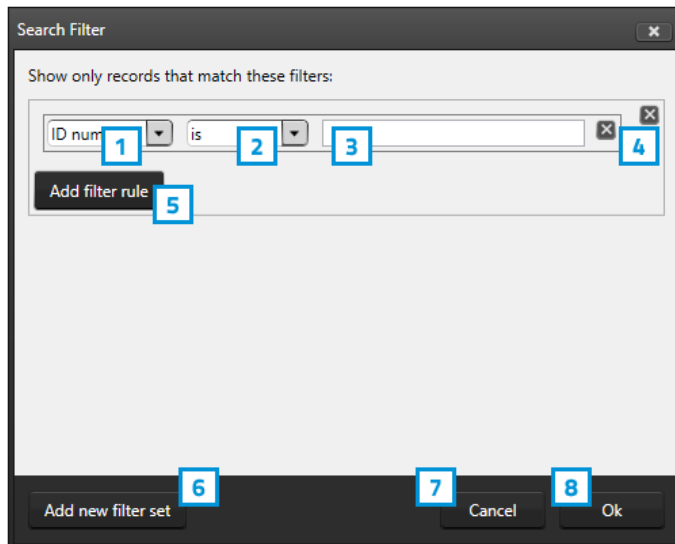 Search Filter
Show only records that match these filters:
ID num 1 is 2 3 4
Add filter rule 5
6 7 8
Add new filter set Cancel Ok